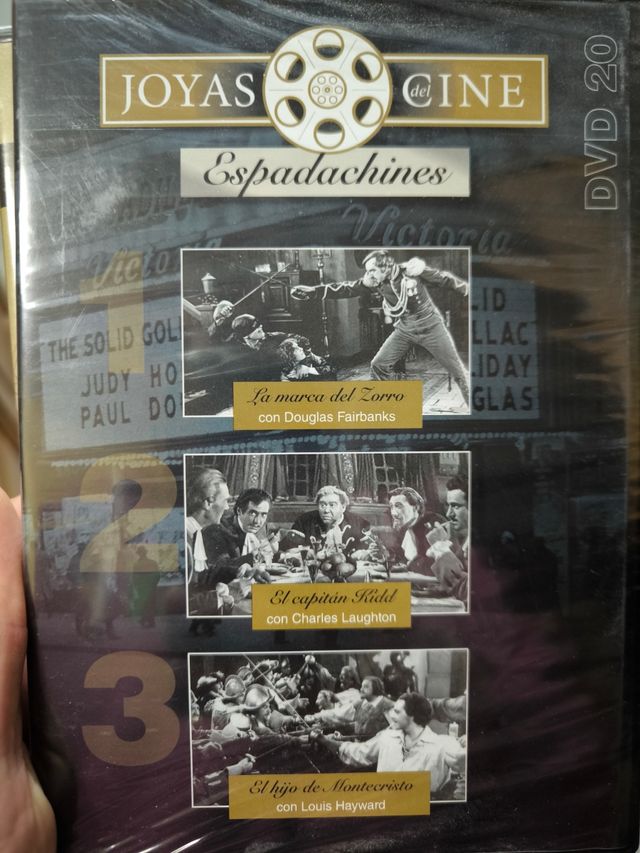 JOYAS del CINE
DVD 20
Espadachines
Victoria
Victoria
THE SOLID GOL
JUDY HO
PAUL DO
LID
LLAC
LIDAY
GLAS
1
La marca del Zorro
con Douglas Fairbanks
2
El capitán Kidd
con Charles Laughton
3
El hijo de Montecristo
con Louis Hayward